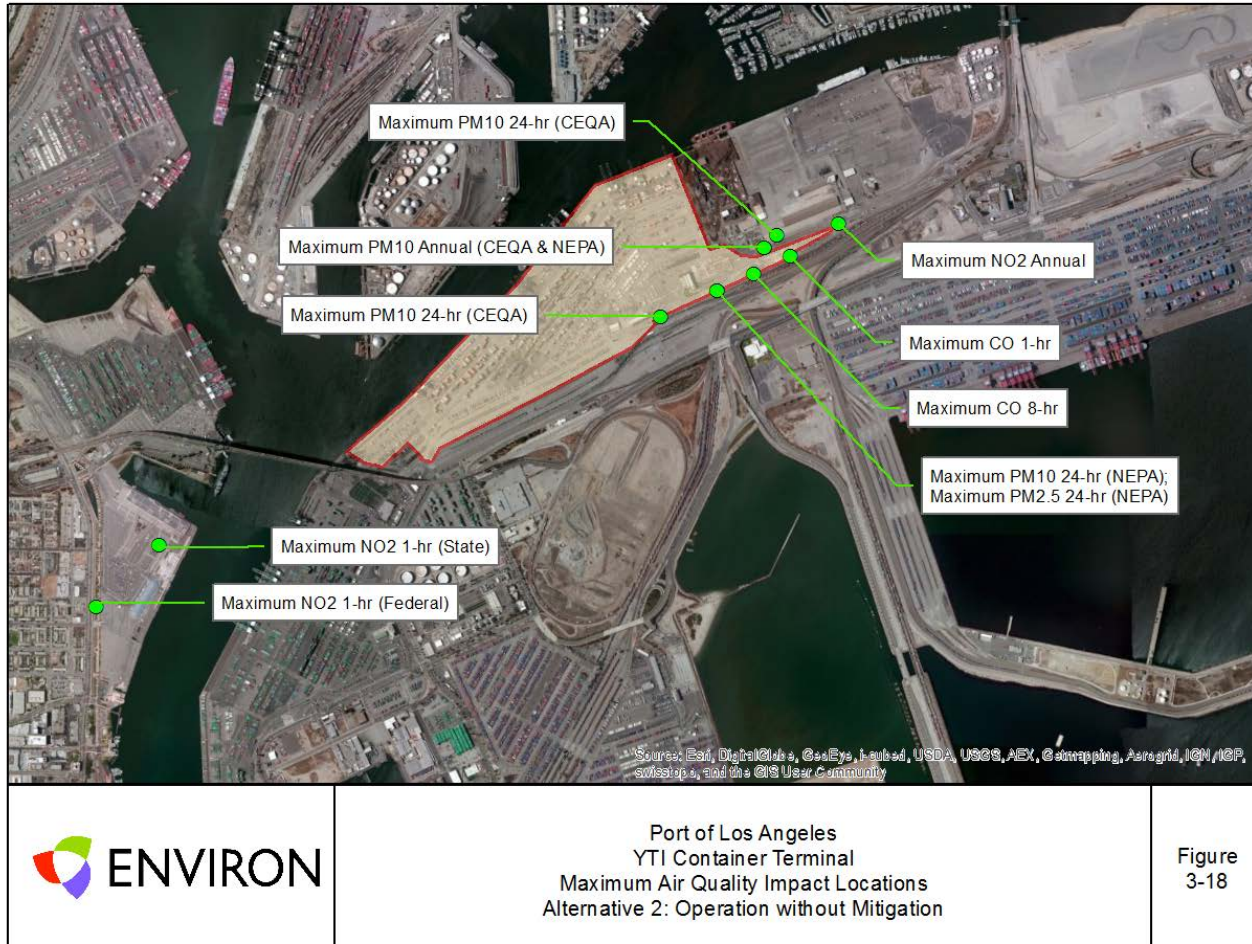 Maximum PM10 24-hr (CEQA)
Maximum PM10 Annual (CEQA & NEPA)
Maximum PM10 24-hr (CEQA)
Maximum NO2 Annual
Maximum CO 1-hr
Maximum CO 8-hr
Maximum PM10 24-hr (NEPA);
Maximum PM2.5 24-hr (NEPA)
Maximum NO2 1-hr (State)
Maximum NO2 1-hr (Federal)
Source: Esri, DigitalGlobe, GeoEye, i-cubed, USDA, USGS, AEX, Getmapping, Aerogrid, IGN, IGP,
swisstopo, and the GIS User Community
ENVIRON
Port of Los Angeles
YTI Container Terminal
Maximum Air Quality Impact Locations
Alternative 2: Operation without Mitigation
Figure
3-18